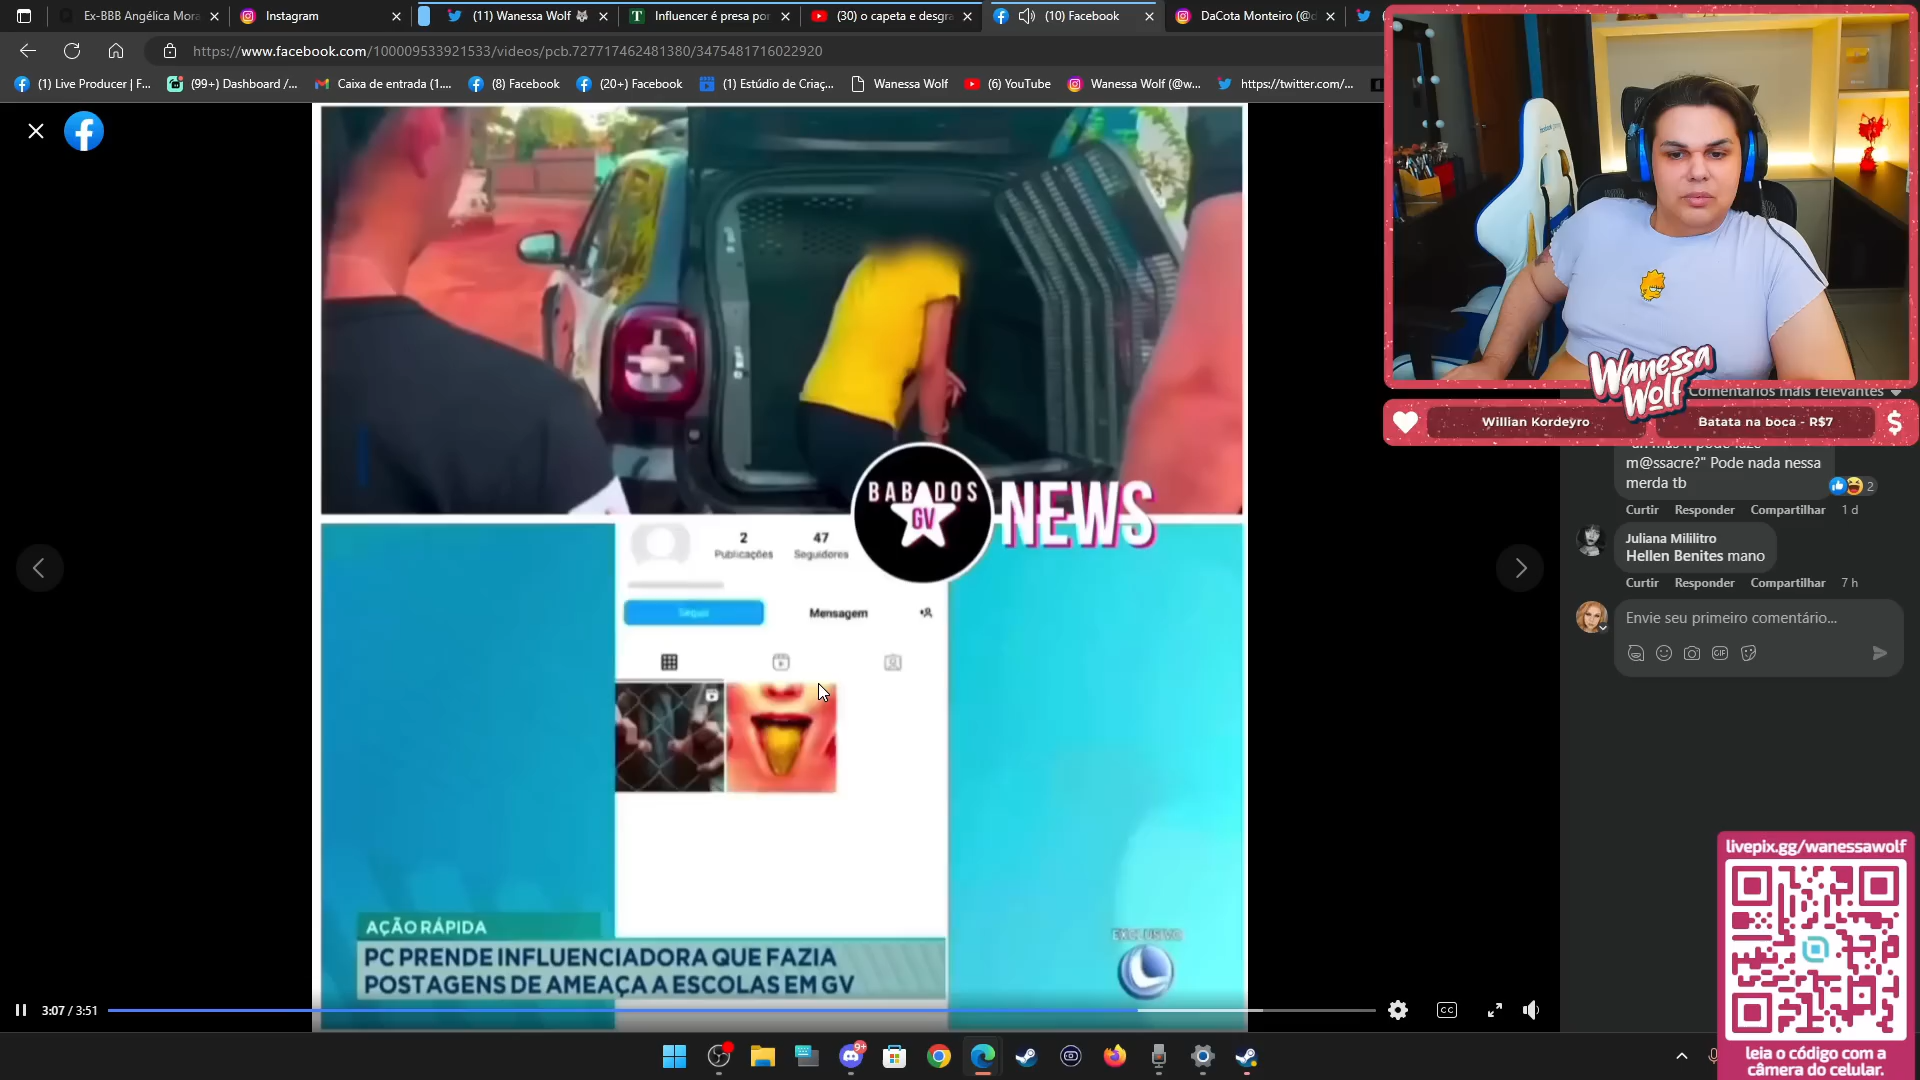 Ex-BBB Angélica Mora
Instagram
(11) Wanessa Wolf
Influencer é presa por
(30) o capeta e desgra
(10) Facebook
DaCota Monteiro (@d
https://www.facebook.com/100009533921533/videos/pcb.727717462481380/3475481716022920
(1) Live Producer | F...
(99+) Dashboard /...
Caixa de entrada (1....
(8) Facebook
(20+) Facebook
(1) Estúdio de Criaç...
Wanessa Wolf
(6) YouTube
Wanessa Wolf (@w...
https://twitter.com/...
Wanessa
Wolf
Comentários mais relevantes
Willian Kordeyro
Batata na boca - R$7
m@ssacre?" Pode nada nessa
merda tb
2
Curtir Responder Compartilhar 1 d
Juliana Mililitro
Hellen Benites mano
Curtir Responder Compartilhar 7 h
Envie seu primeiro comentário...
GIF
BABADOS
GV
NEWS
2
Publicações
47
Seguidores
Seguir
Mensagem
AÇÃO RÁPIDA
PC PRENDE INFLUENCIADORA QUE FAZIA
POSTAGENS DE AMEAÇA A ESCOLAS EM GV
EXCLUSIVO
3:07 / 3:51
CC
9+
livepix.gg/wanessawolf
leia o código com a
câmera do celular.